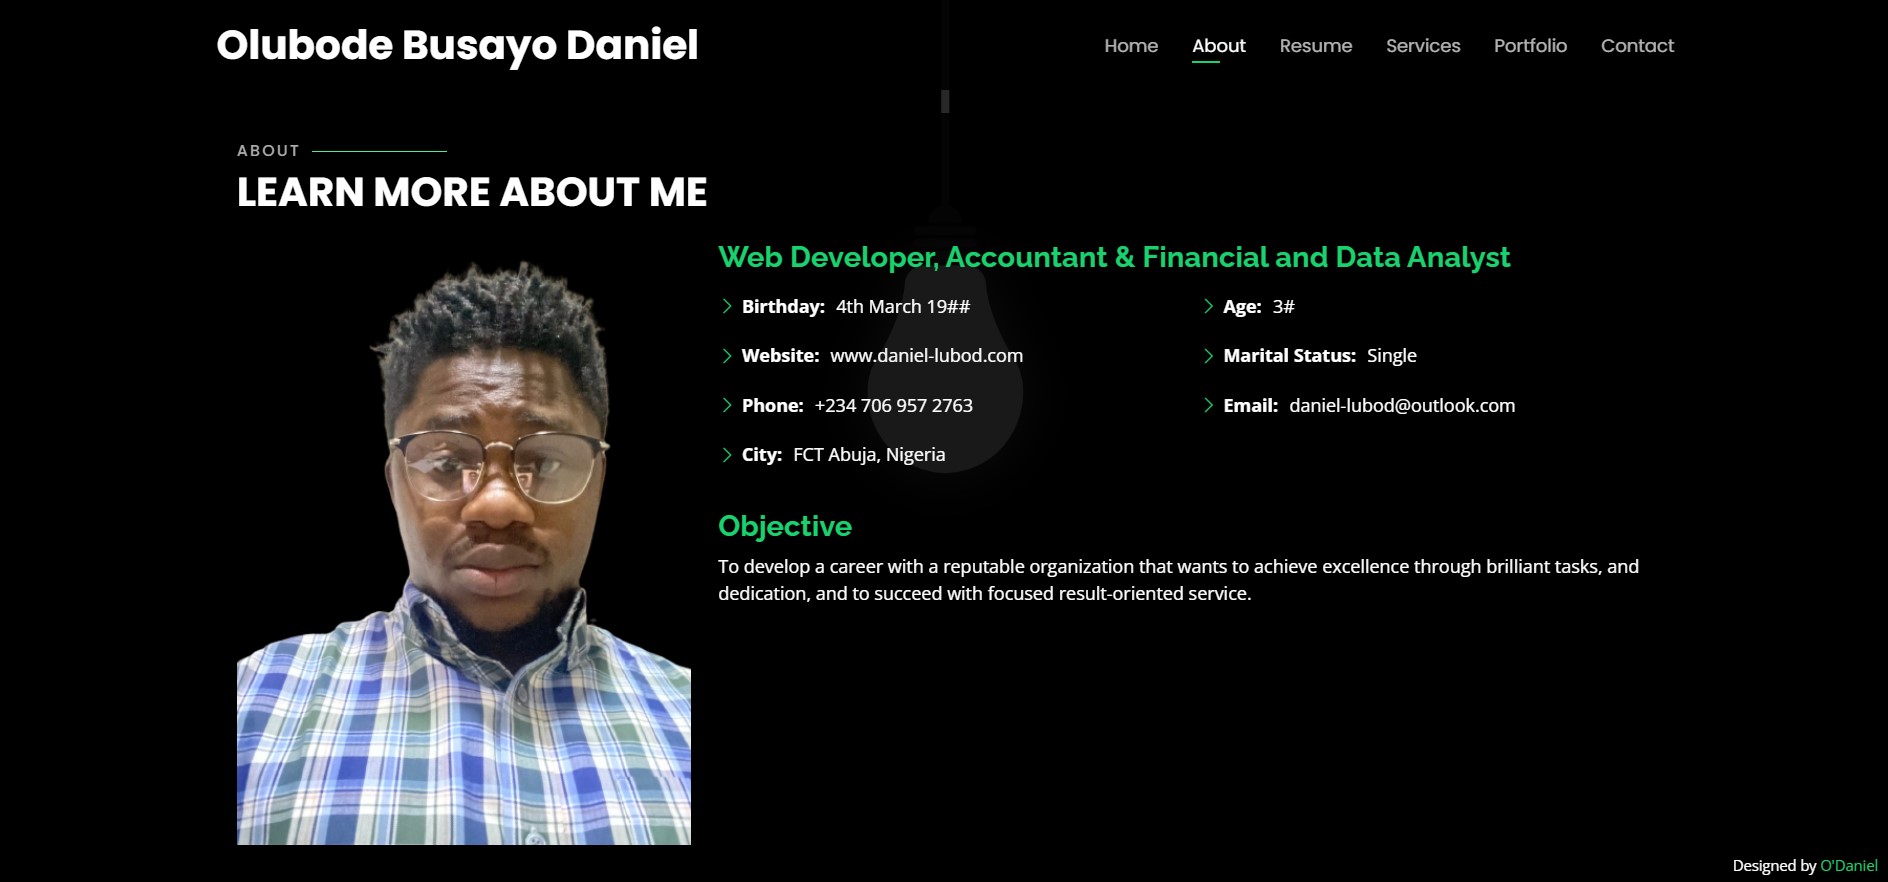 Olubode Busayo Daniel
Home About Resume Services Portfolio Contact
ABOUT
LEARN MORE ABOUT ME
Web Developer, Accountant & Financial and Data Analyst
Birthday: 4th March 19##
Age: 3#
Website: www.daniel-lubod.com
Marital Status: Single
Phone: +234 706 957 2763
Email: daniel-lubod@outlook.com
City: FCT Abuja, Nigeria
Objective
To develop a career with a reputable organization that wants to achieve excellence through brilliant tasks, and
dedication, and to succeed with focused result-oriented service.
Designed by O'Daniel